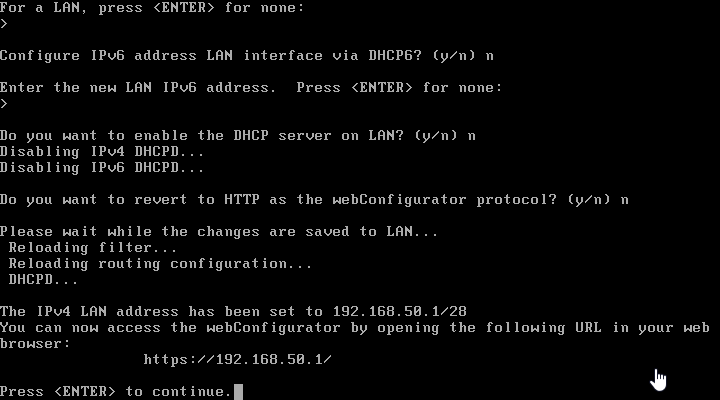 For a LAN, press <ENTER> for none:
>
Configure IPv6 address LAN interface via DHCP6? (y/n) n
Enter the new LAN IPv6 address.  Press <ENTER> for none:
>
Do you want to enable the DHCP server on LAN? (y/n) n
Disabling IPv4 DHCPD...
Disabling IPv6 DHCPD...
Do you want to revert to HTTP as the webConfigurator protocol? (y/n) n
Please wait while the changes are saved to LAN...
 Reloading filter...
 Reloading routing configuration...
 DHCPD...
The IPv4 LAN address has been set to 192.168.50.1/28
You can now access the webConfigurator by opening the following URL in your web
browser:
                https://192.168.50.1/
Press <ENTER> to continue.